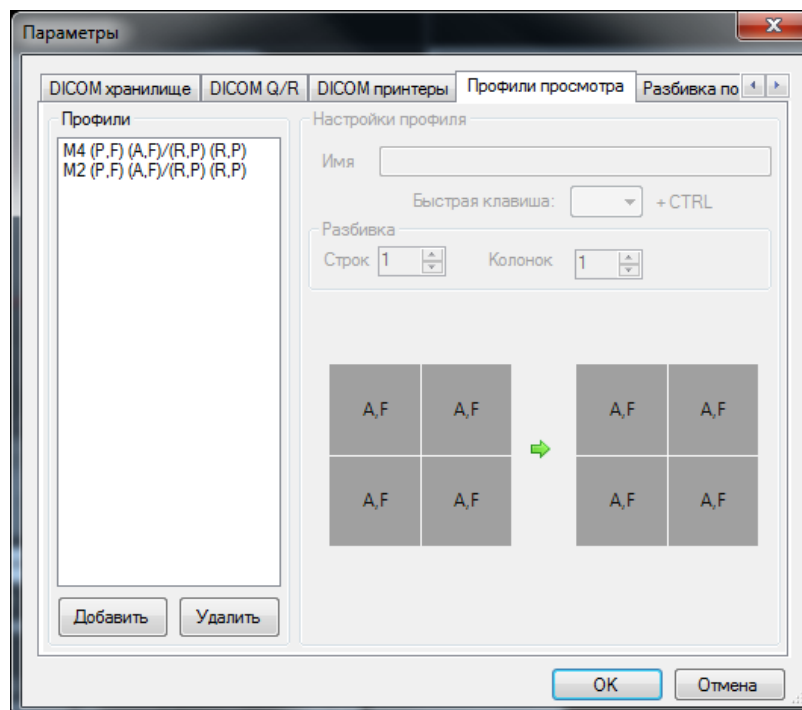 Параметры
DICOM хранилище DICOM Q/R DICOM принтеры Профили просмотра Разбивка по
Профили
M4 (P,F) (A,F)/(R,P) (R,P)
M2 (P,F) (A,F)/(R,P) (R,P)
Добавить Удалить
Настройки профиля
Имя
Быстрая клавиша: + CTRL
Разбивка
Строк 1 Колонок 1
A,F A,F A,F A,F
A,F A,F A,F A,F
OK Отмена